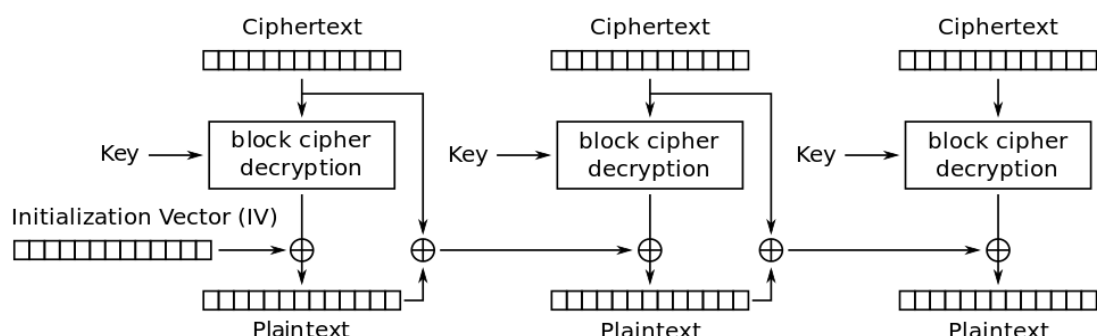 Ciphertext Ciphertext Ciphertext
Key block cipher decryption Key block cipher decryption Key block cipher decryption
Initialization Vector (IV)
Plaintext Plaintext Plaintext